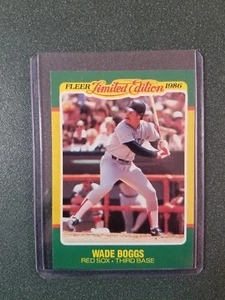 FLEER Limited Edition 1986
WADE BOGGS
RED SOX • THIRD BASE